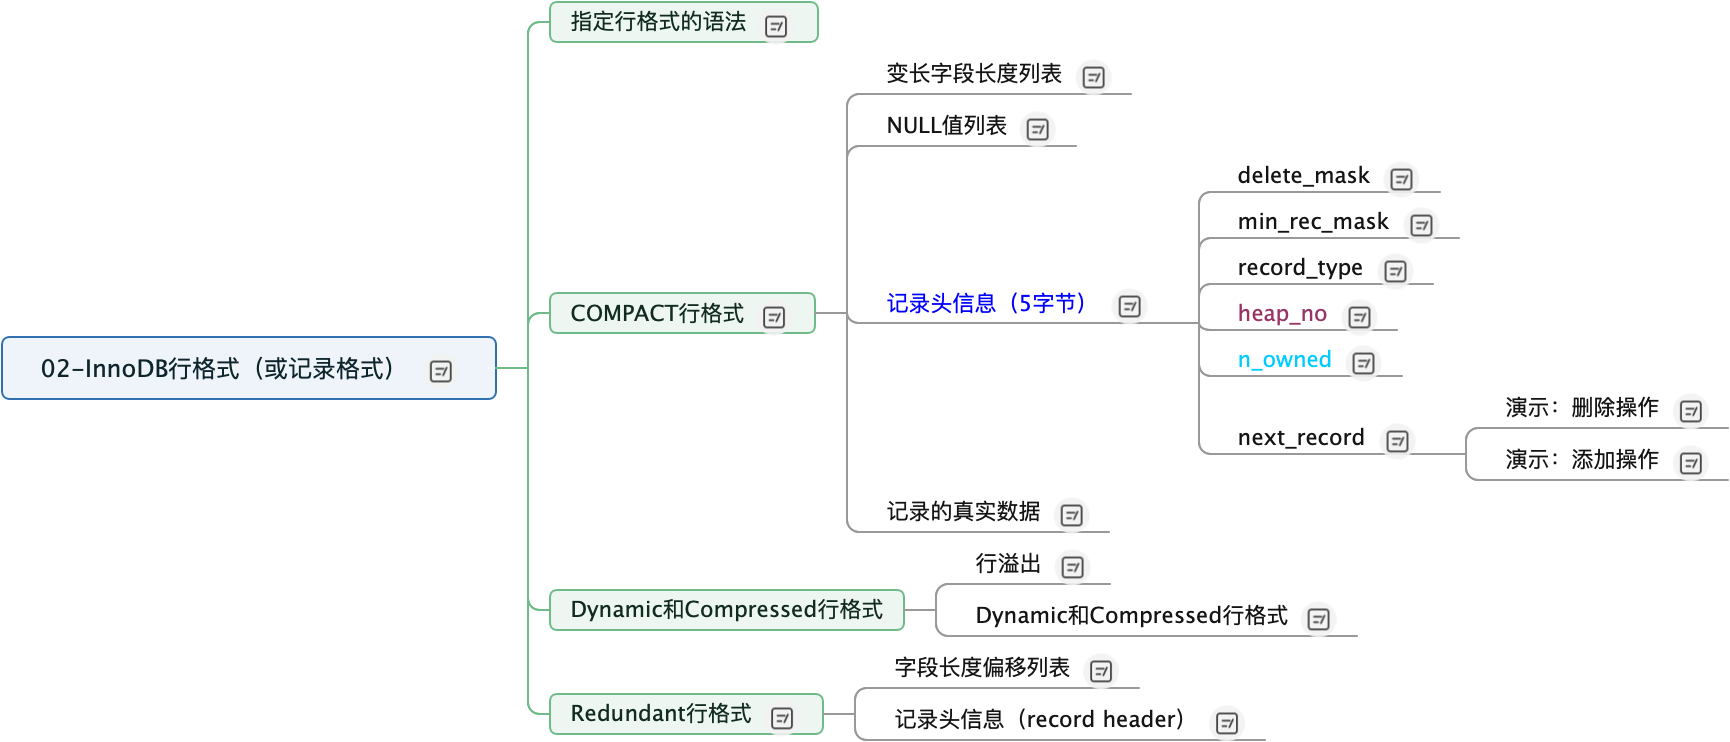 02-InnoDB行格式（或记录格式）
指定行格式的语法
COMPACT行格式
变长字段长度列表
NULL值列表
记录头信息（5字节）
delete_mask
min_rec_mask
record_type
heap_no
n_owned
next_record
演示：删除操作
演示：添加操作
记录的真实数据
Dynamic和Compressed行格式
行溢出
Dynamic和Compressed行格式
Redundant行格式
字段长度偏移列表
记录头信息（record header）